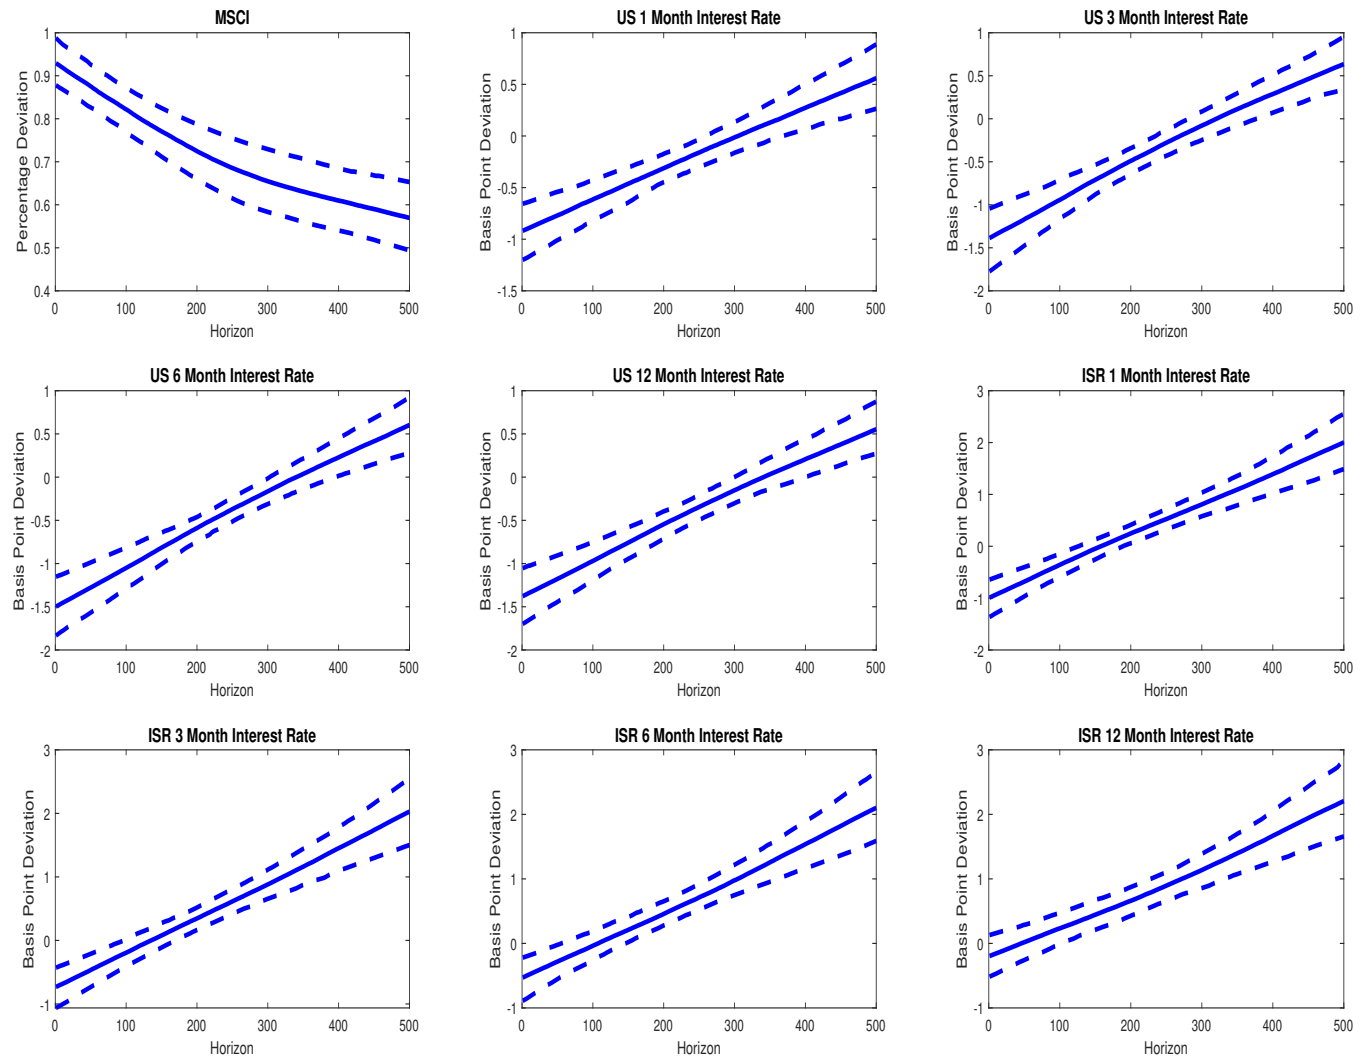 MSCI
Percentage Deviation
1
0.9
0.8
0.7
0.6
0.5
0.4
0 100 200 300 400 500
Horizon
US 1 Month Interest Rate
Basis Point Deviation
1
0.5
0
-0.5
-1
-1.5
0 100 200 300 400 500
Horizon
US 3 Month Interest Rate
Basis Point Deviation
1
0.5
0
-0.5
-1
-1.5
-2
0 100 200 300 400 500
Horizon
US 6 Month Interest Rate
Basis Point Deviation
1
0.5
0
-0.5
-1
-1.5
-2
0 100 200 300 400 500
Horizon
US 12 Month Interest Rate
Basis Point Deviation
1
0.5
0
-0.5
-1
-1.5
-2
0 100 200 300 400 500
Horizon
ISR 1 Month Interest Rate
Basis Point Deviation
3
2
1
0
-1
-2
0 100 200 300 400 500
Horizon
ISR 3 Month Interest Rate
Basis Point Deviation
3
2
1
0
-1
0 100 200 300 400 500
Horizon
ISR 6 Month Interest Rate
Basis Point Deviation
3
2
1
0
-1
0 100 200 300 400 500
Horizon
ISR 12 Month Interest Rate
Basis Point Deviation
3
2
1
0
-1
0 100 200 300 400 500
Horizon